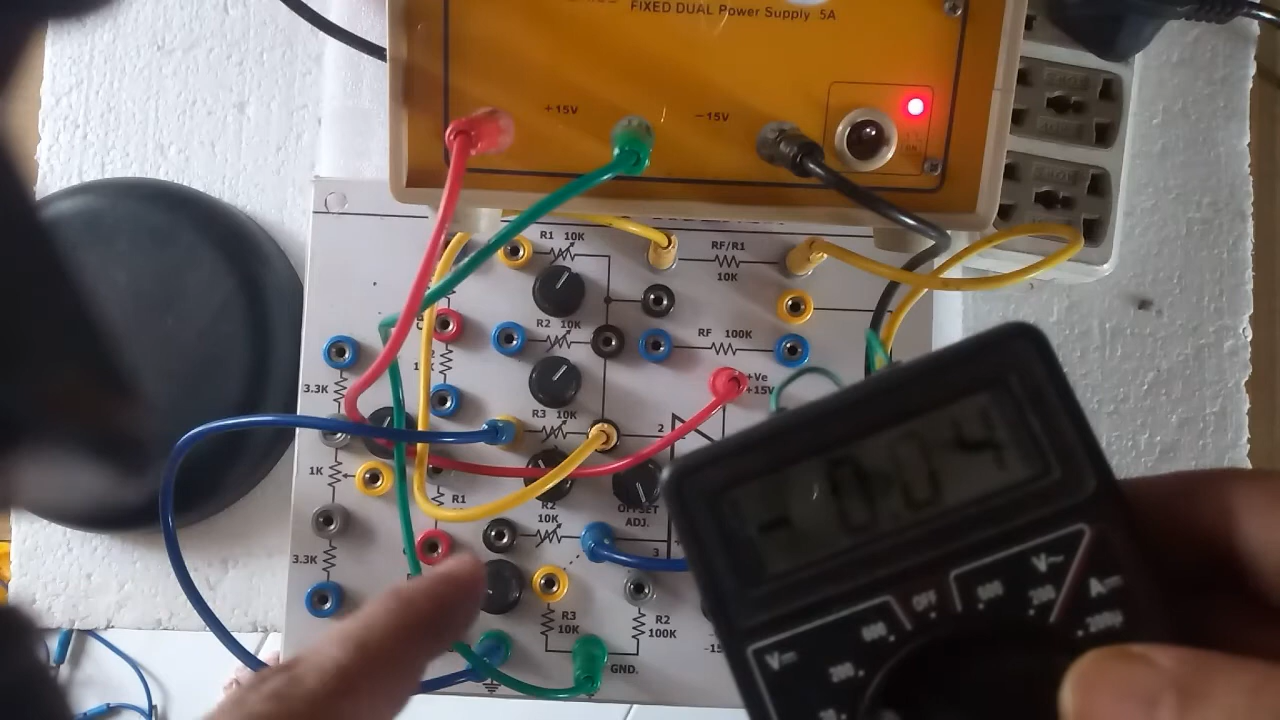 FIXED DUAL Power Supply 5A
+15V
-15V
R1 10K
RF/R1
10K
R2 10K
RF 100K
+Ve
+15V
3.3K
R3 10K
2
1K
R1
OFFSET
ADJ.
R2
10K
3
3.3K
R3
10K
R2
100K
GND.
-15
-0.04
OFF
V~
600
200
A
200µ
V
600
200